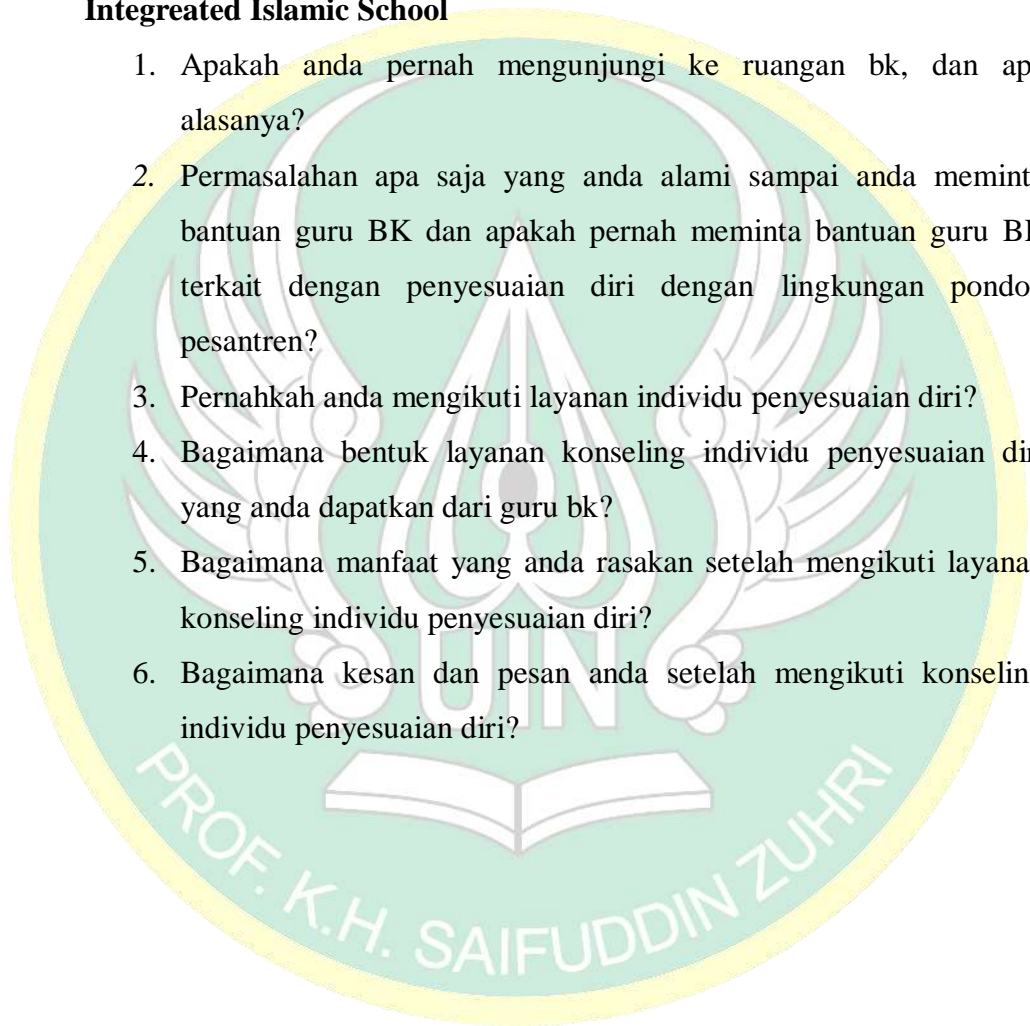 Integreated Islamic School
1. Apakah anda pernah mengunjungi ke ruangan bk, dan ap
alasanya?
2. Permasalahan apa saja yang anda alami sampai anda memint
bantuan guru BK dan apakah pernah meminta bantuan guru B
terkait dengan penyesuaian diri dengan lingkungan pondo
pesantren?
3. Pernahkah anda mengikuti layanan individu penyesuaian diri?
4. Bagaimana bentuk layanan konseling individu penyesuaian dir
yang anda dapatkan dari guru bk?
5. Bagaimana manfaat yang anda rasakan setelah mengikuti layana
konseling individu penyesuaian diri?
6. Bagaimana kesan dan pesan anda setelah mengikuti konselin
individu penyesuaian diri?
UIN
PROF. K.H. SAIFUDDIN ZUHRI